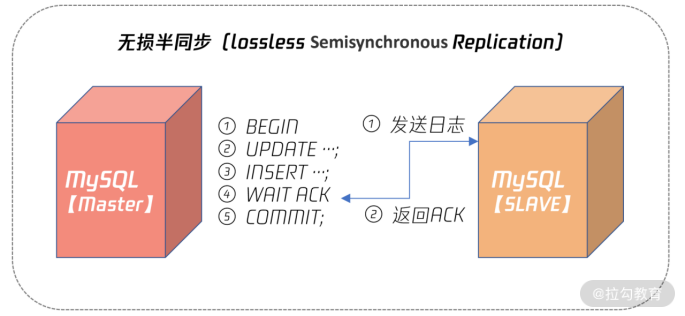 无损半同步（lossless Semisynchronous Replication）
MySQL
【Master】
① BEGIN
② UPDATE …;
③ INSERT …;
④ WAIT ACK
⑤ COMMIT;
① 发送日志
② 返回ACK
MySQL
【SLAVE】
@拉勾教育